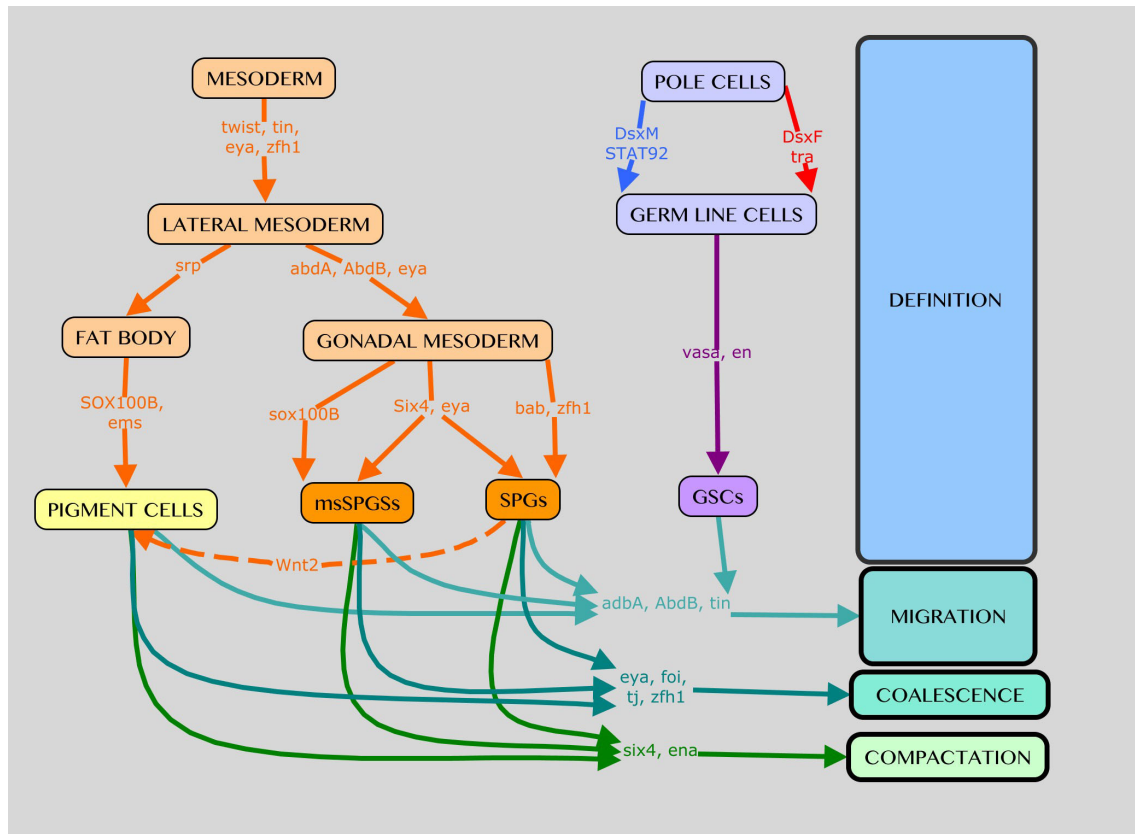 MESODERM
POLE CELLS
twist, tin,
eya, zfh1
DsxM
STAT92
DsxF
tra
LATERAL MESODERM
GERM LINE CELLS
srp
abdA, AbdB, eya
DEFINITION
FAT BODY
GONADAL MESODERM
vasa, en
SOX100B,
ems
sox100B
Six4, eya
bab, zfh1
PIGMENT CELLS
msSPGSs
SPGs
GSCs
Wnt2
adbA, AbdB, tin
MIGRATION
eya, foi,
tj, zfh1
COALESCENCE
six4, ena
COMPACTATION